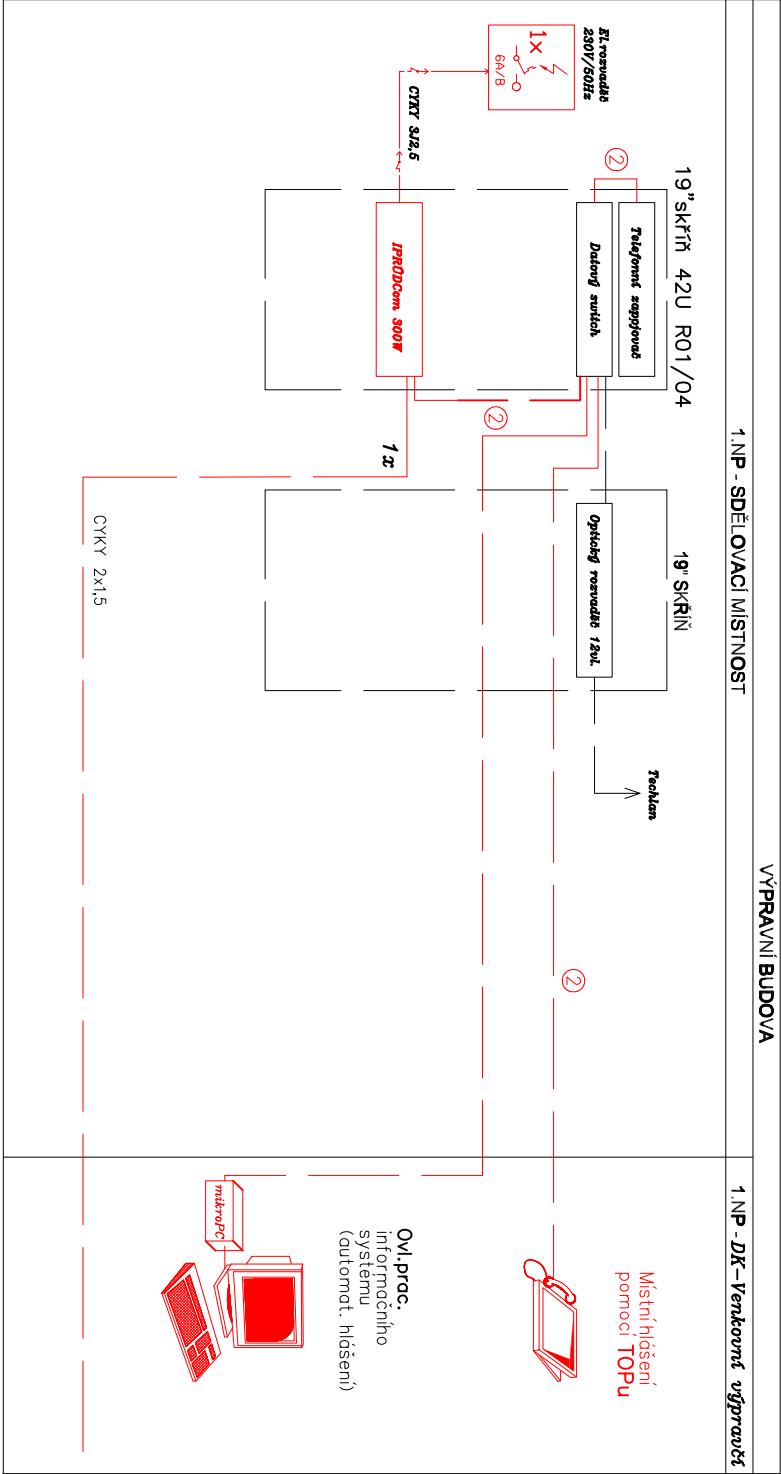 VÝPRAVNÍ BUDOVA
1.NP - SDĚLOVACÍ MÍSTNOST
1.NP - DK-Venkovní výpravčí
El.rozvaděč
230V/50Hz
1x
6A/B
CYKY 3J2,5
19" skříň 42U R01/04
2
Telefonní zappjovač
Datový switch
IPRŮDCom 300W
2
1x
19" SKŘÍŇ
Optický rozvaděč 12vl.
Techlan
CYKY 2x1,5
2
Místní hlášení
pomocí TOPu
Ovl.prac.
informačního
systému
(automat. hlášení)
mikroPC